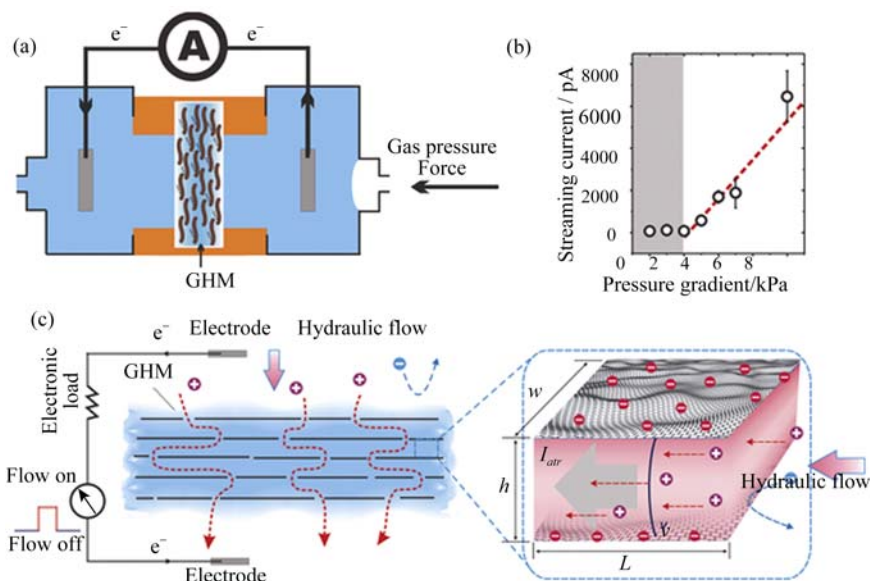 (a)
e⁻
A
e⁻
Gas pressure
Force
GHM
(b)
Streaming current / pA
8000
6000
4000
2000
0
0
2
4
6
8
Pressure gradient/kPa
(c)
e⁻
Electrode
Hydraulic flow
GHM
Electronic
load
Flow on
Flow off
e⁻
Electrode
w
I_atr
h
v
L
Hydraulic flow